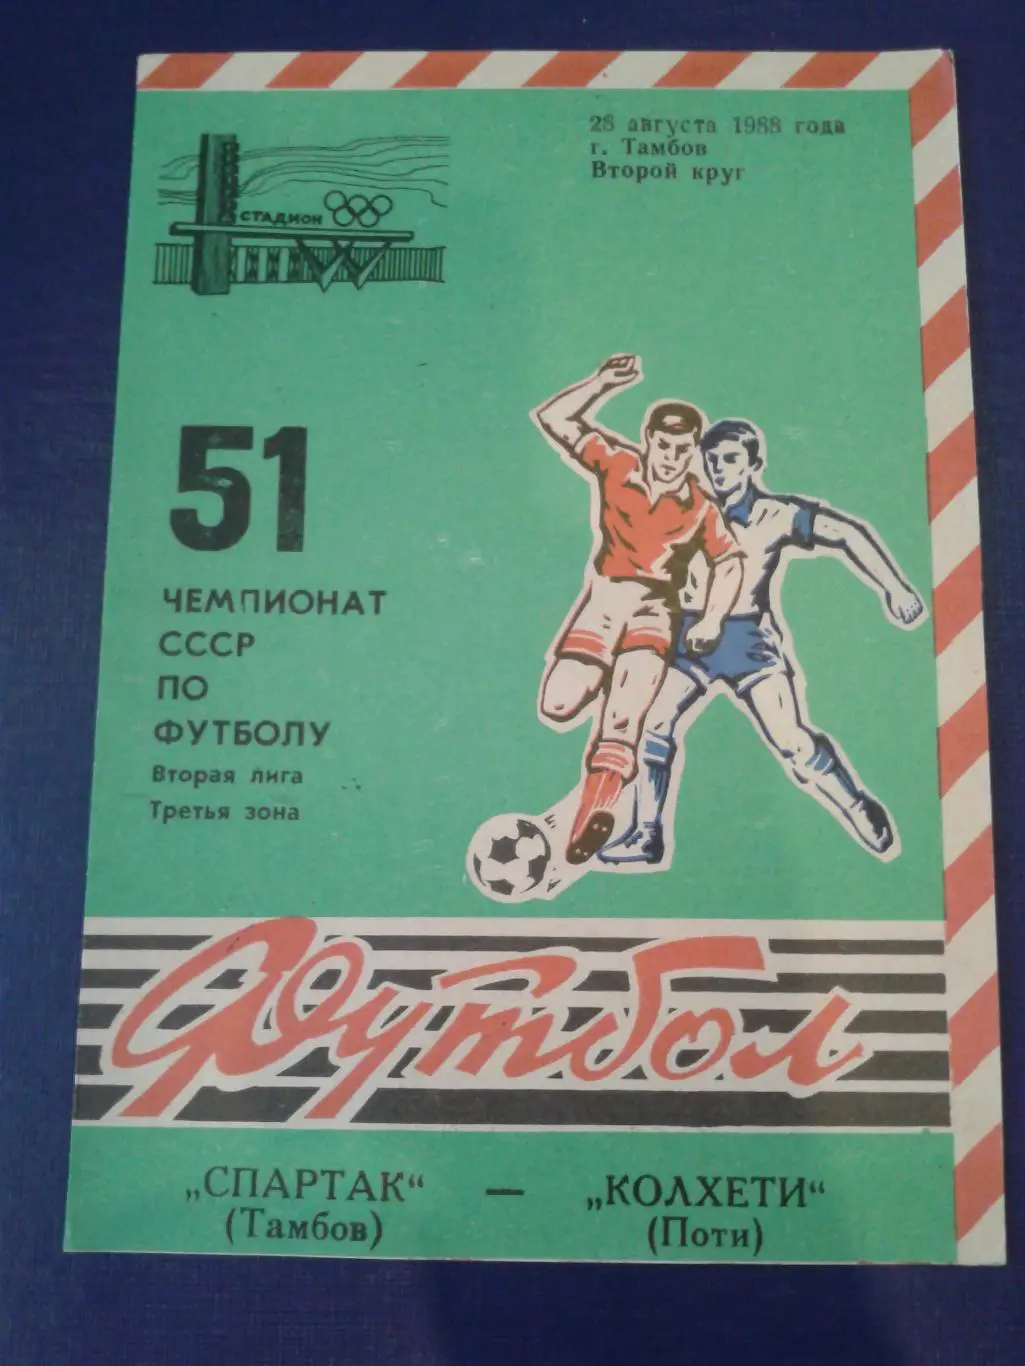 28 августа 1988 года
г. Тамбов
Второй круг
СТАДИОН
51
ЧЕМПИОНАТ
СССР
ПО
ФУТБОЛУ
Вторая лига
Третья зона
Футбол
„СПАРТАК“ — „КОЛХЕТИ“
(Тамбов) (Поти)